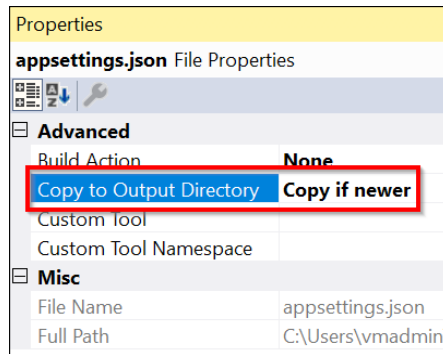 Properties
appsettings.json File Properties
Advanced
Build Action None
Copy to Output Directory Copy if newer
Custom Tool
Custom Tool Namespace
Misc
File Name appsettings.json
Full Path C:\Users\vmadmin